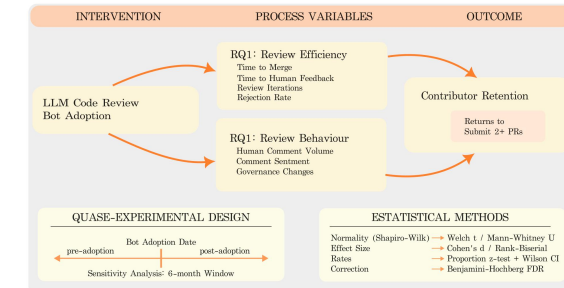 INTERVENTION PROCESS VARIABLES OUTCOME
LLM Code Review
Bot Adoption
RQ1: Review Efficiency
Time to Merge
Time to Human Feedback
Review Iterations
Rejection Rate
RQ1: Review Behaviour
Human Comment Volume
Comment Sentment
Governance Changes
Contributor Retention
Returns to
Submit 2+ PRs
QUASE-EXPERIMENTAL DESIGN
Bot Adoption Date
pre-adoption post-adoption
Sensitivity Analysis: 6-month Window
ESTATISTICAL METHODS
Normality (Shapiro-Wilk) → Welch t / Mann-Whitney U
Effect Size → Cohen's d / Rank-Biserial
Rates → Proportion z-test + Wilson CI
Correction → Benjamini-Hochberg FDR